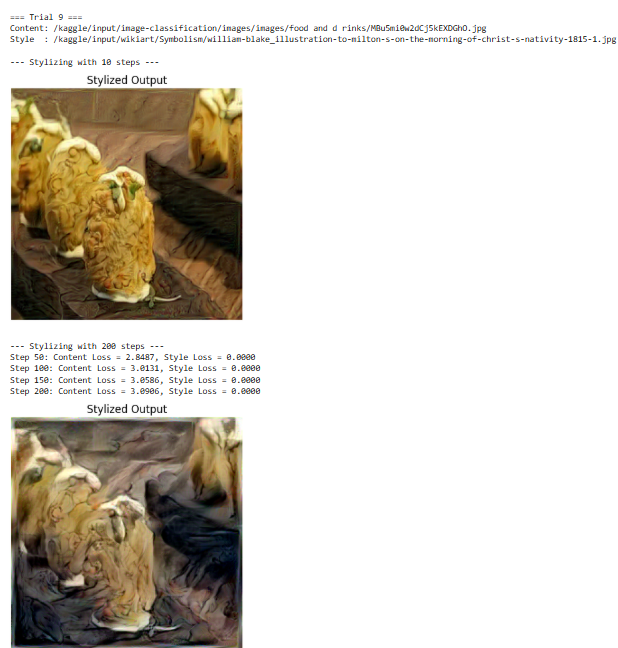 === Trial 9 ===
Content: /kaggle/input/image-classification/images/images/food and d rinks/MBu5mi0w2dCj5kEXDGhO.jpg
Style  : /kaggle/input/wikiart/Symbolism/william-blake_illustration-to-milton-s-on-the-morning-of-christ-s-nativity-1815-1.jpg
--- Stylizing with 10 steps ---
Stylized Output
--- Stylizing with 200 steps ---
Step 50: Content Loss = 2.8487, Style Loss = 0.0000
Step 100: Content Loss = 3.0131, Style Loss = 0.0000
Step 150: Content Loss = 3.0586, Style Loss = 0.0000
Step 200: Content Loss = 3.0906, Style Loss = 0.0000
Stylized Output